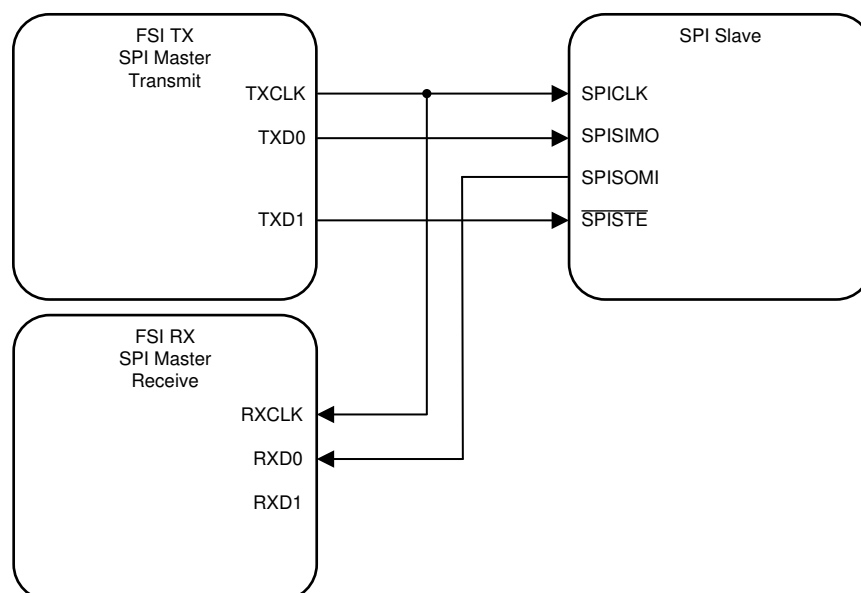 FSI TX
SPI Master
Transmit
TXCLK
TXD0
TXD1
SPI Slave
SPICLK
SPISIMO
SPISOMI
SPISTE
FSI RX
SPI Master
Receive
RXCLK
RXD0
RXD1